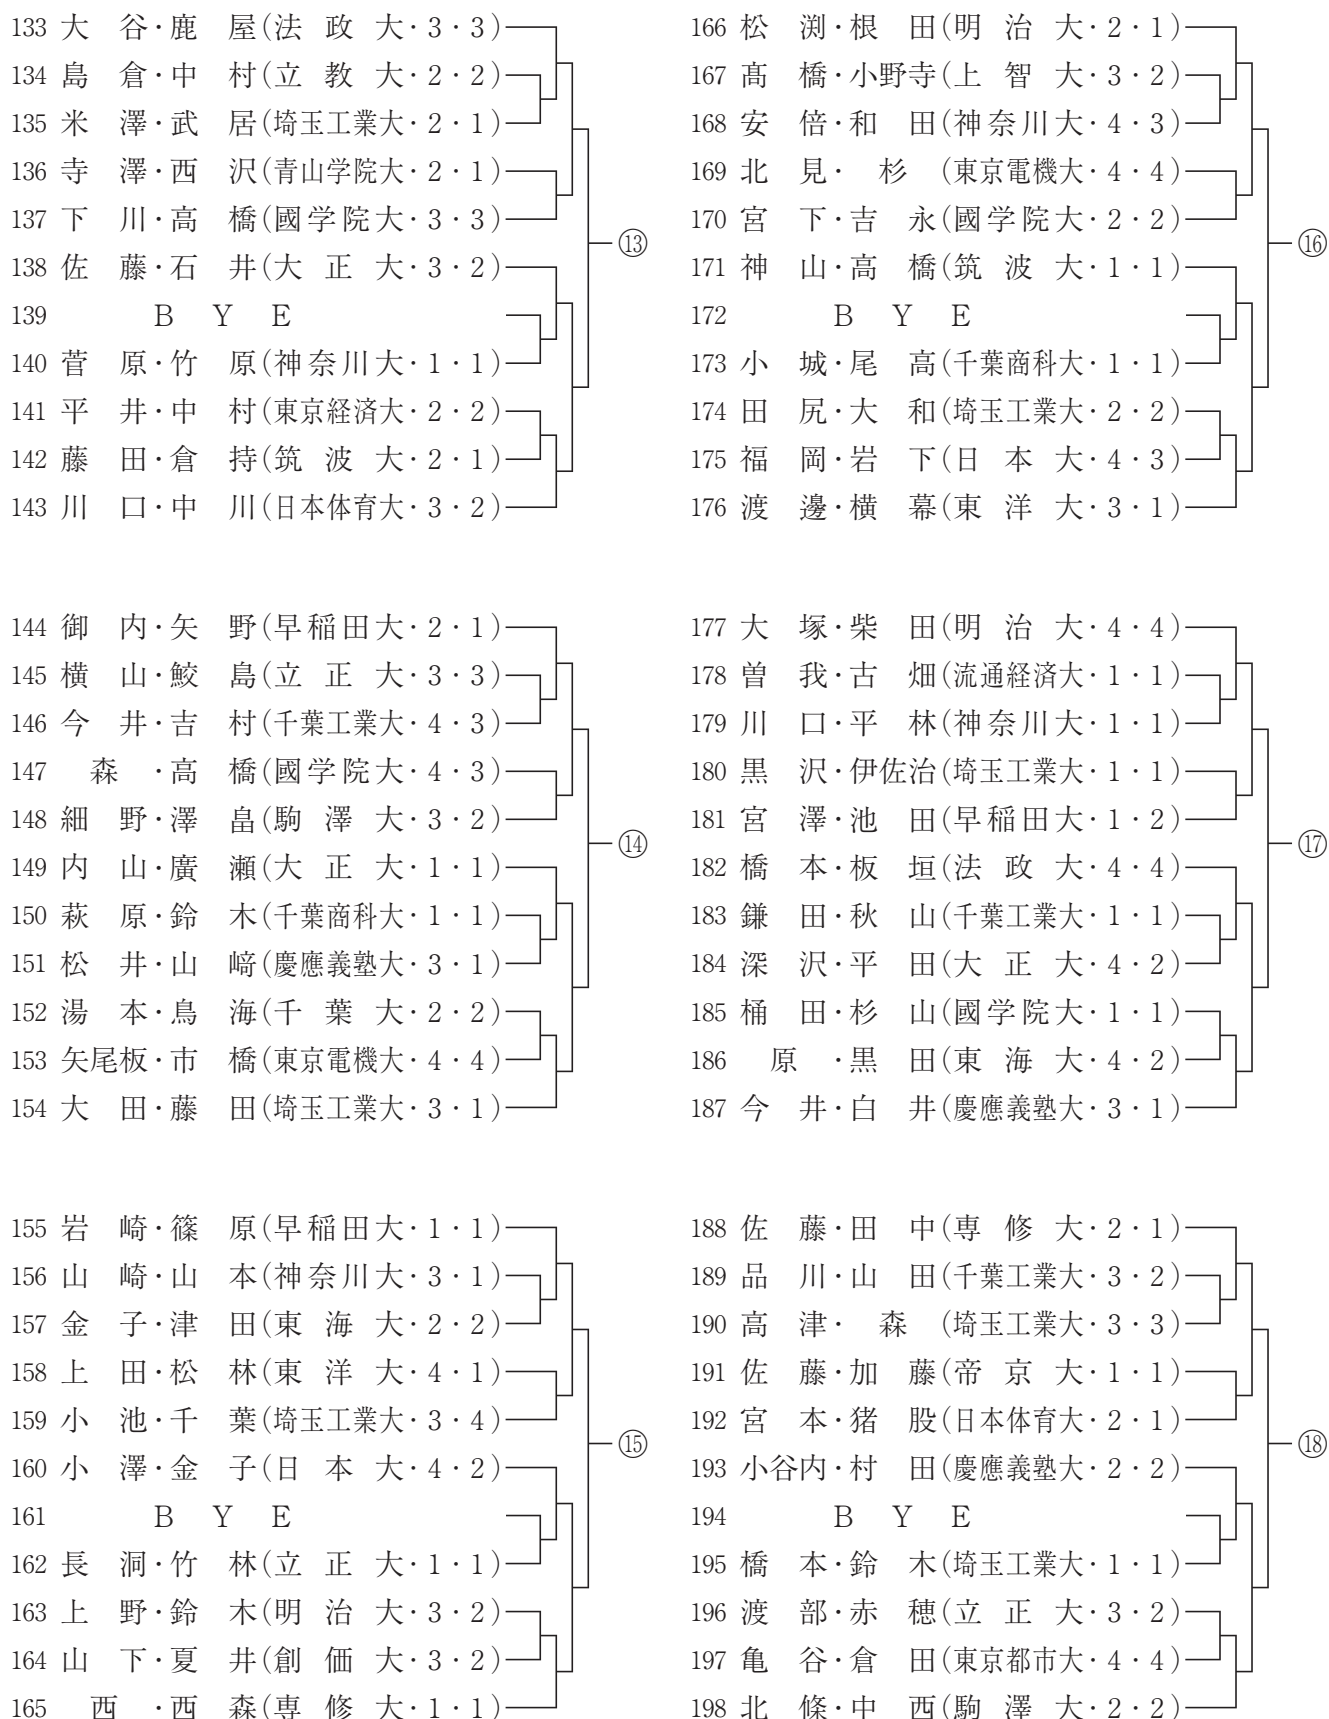 133 大谷・鹿屋(法政大・3・3)
134 島倉・中村(立教大・2・2)
135 米澤・武居(埼玉工業大・2・1)
136 寺澤・西沢(青山学院大・2・1)
137 下川・高橋(國学院大・3・3)
⑬
138 佐藤・石井(大正大・3・2)
139 BYE
140 菅原・竹原(神奈川大・1・1)
141 平井・中村(東京経済大・2・2)
142 藤田・倉持(筑波大・2・1)
143 川口・中川(日本体育大・3・2)
144 御内・矢野(早稲田大・2・1)
145 横山・鮫島(立正大・3・3)
146 今井・吉村(千葉工業大・4・3)
147 森・高橋(國学院大・4・3)
148 細野・澤畠(駒澤大・3・2)
⑭
149 内山・廣瀬(大正大・1・1)
150 萩原・鈴木(千葉商科大・1・1)
151 松井・山﨑(慶應義塾大・3・1)
152 湯本・鳥海(千葉大・2・2)
153 矢尾板・市橋(東京電機大・4・4)
154 大田・藤田(埼玉工業大・3・1)
155 岩崎・篠原(早稲田大・1・1)
156 山崎・山本(神奈川大・3・1)
157 金子・津田(東海大・2・2)
158 上田・松林(東洋大・4・1)
159 小池・千葉(埼玉工業大・3・4)
⑮
160 小澤・金子(日本大・4・2)
161 BYE
162 長洞・竹林(立正大・1・1)
163 上野・鈴木(明治大・3・2)
164 山下・夏井(創価大・3・2)
165 西・西森(専修大・1・1)
166 松渕・根田(明治大・2・1)
167 髙橋・小野寺(上智大・3・2)
168 安倍・和田(神奈川大・4・3)
169 北見・杉(東京電機大・4・4)
170 宮下・吉永(國学院大・2・2)
⑯
171 神山・高橋(筑波大・1・1)
172 BYE
173 小城・尾高(千葉商科大・1・1)
174 田尻・大和(埼玉工業大・2・2)
175 福岡・岩下(日本大・4・3)
176 渡邊・横幕(東洋大・3・1)
177 大塚・柴田(明治大・4・4)
178 曽我・古畑(流通経済大・1・1)
179 川口・平林(神奈川大・1・1)
180 黒沢・伊佐治(埼玉工業大・1・1)
181 宮澤・池田(早稲田大・1・2)
⑰
182 橋本・板垣(法政大・4・4)
183 鎌田・秋山(千葉工業大・1・1)
184 深沢・平田(大正大・4・2)
185 桶田・杉山(國学院大・1・1)
186 原・黒田(東海大・4・2)
187 今井・白井(慶應義塾大・3・1)
188 佐藤・田中(専修大・2・1)
189 品川・山田(千葉工業大・3・2)
190 高津・森(埼玉工業大・3・3)
191 佐藤・加藤(帝京大・1・1)
192 宮本・猪股(日本体育大・2・1)
⑱
193 小谷内・村田(慶應義塾大・2・2)
194 BYE
195 橋本・鈴木(埼玉工業大・1・1)
196 渡部・赤穂(立正大・3・2)
197 亀谷・倉田(東京都市大・4・4)
198 北條・中西(駒澤大・2・2)